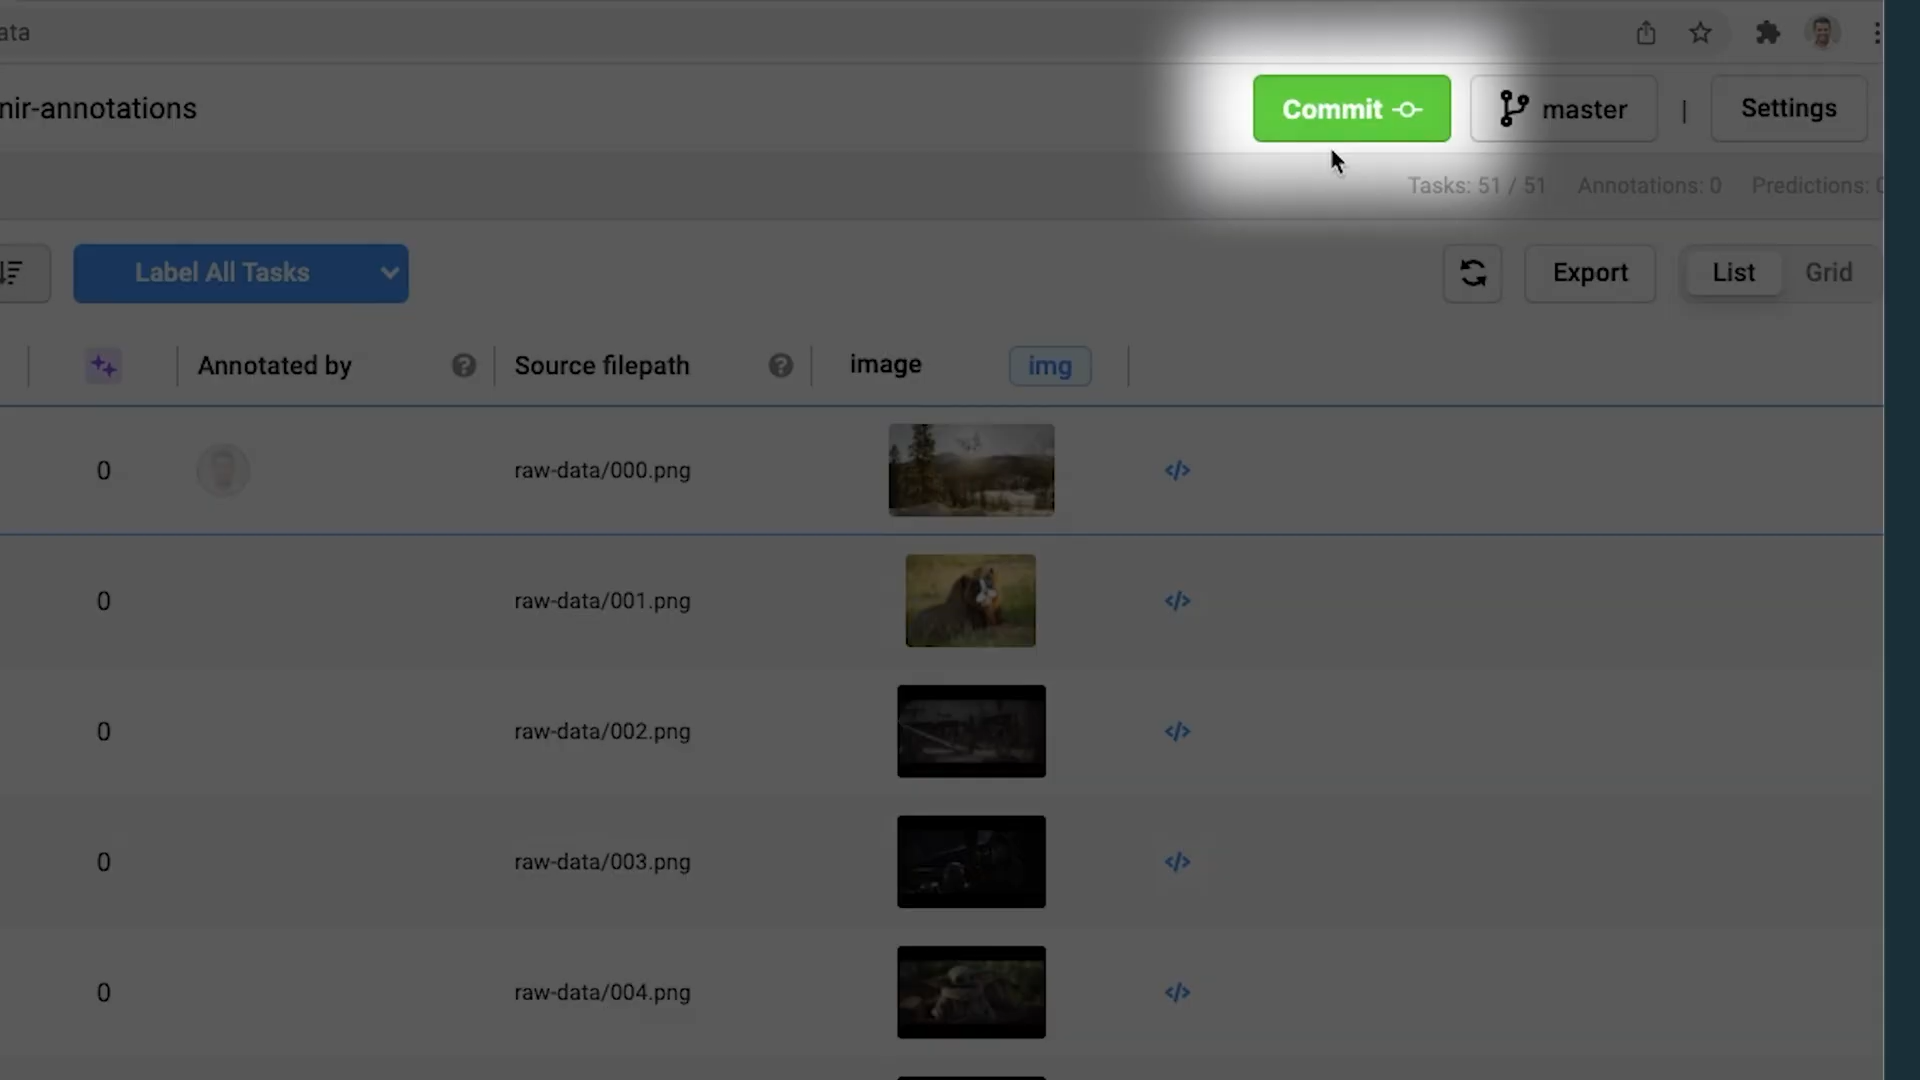 ata
nir-annotations
Commit
master
|
Settings
Tasks: 51 / 51
Annotations: 0
Predictions: 0
Label All Tasks
Export
List
Grid
Annotated by
Source filepath
image
img
0
raw-data/000.png
</>
0
raw-data/001.png
</>
0
raw-data/002.png
</>
0
raw-data/003.png
</>
0
raw-data/004.png
</>